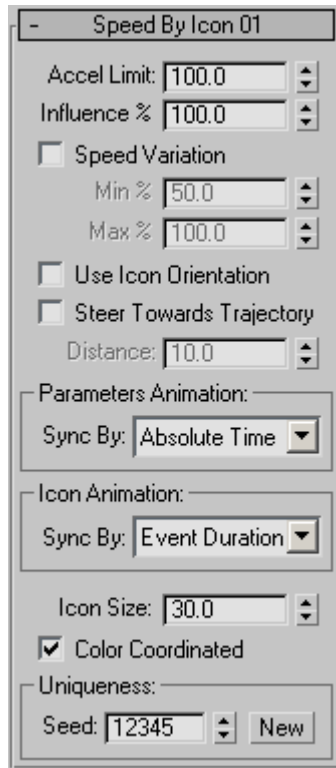 - Speed By Icon 01
Accel Limit: 100.0
Influence % 100.0
Speed Variation
Min % 50.0
Max % 100.0
Use Icon Orientation
Steer Towards Trajectory
Distance: 10.0
Parameters Animation:
Sync By: Absolute Time
Icon Animation:
Sync By: Event Duration
Icon Size: 30.0
Color Coordinated
Uniqueness:
Seed: 12345 New